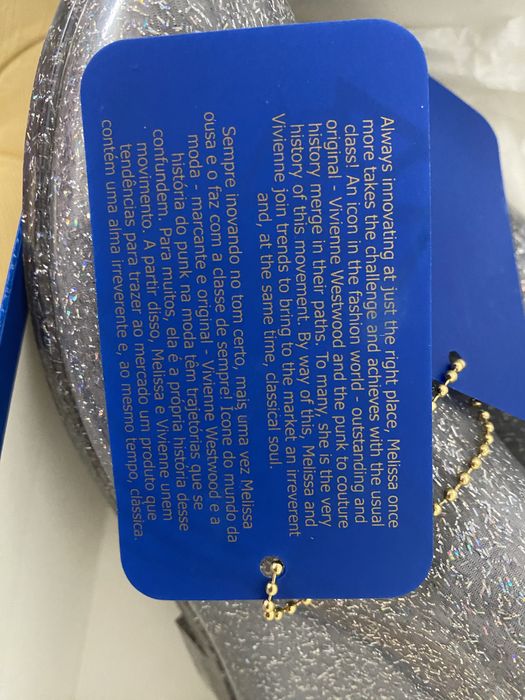 Always innovating at just the right place, Melissa once
more takes the challenge and achieves with the usual
class! An icon in the fashion world - outstanding and
original - Vivienne Westwood and the punk to couture
history merge in their paths. To many, she is the very
history of this movement. By way of this, Melissa and
Vivienne join trends to bring to the market an irreverent
and, at the same time, classical soul.
Sempre inovando no tom certo, mais uma vez Melissa
ousa e o faz com a classe de sempre! Ícone do mundo da
moda - marcante e original - Vivienne Westwood e a
história do punk na moda têm trajetórias que se
confundem. Para muitos, ela é a própria história desse
movimento. A partir disso, Melissa e Vivienne unem
tendências para trazer ao mercado um produto que
contém uma alma irreverente e, ao mesmo tempo, clássica.